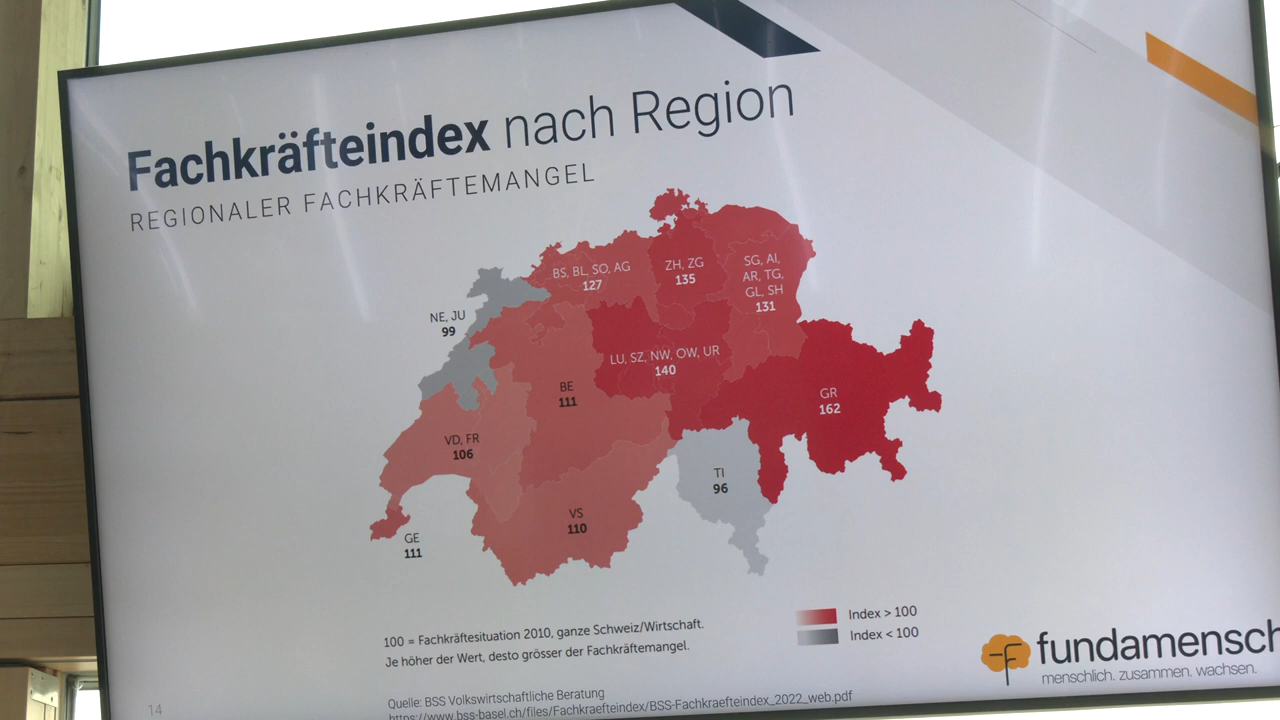 Fachkräfteindex nach Region
REGIONALER FACHKRÄFTEMANGEL
BS, BL, SO, AG
127
ZH, ZG
135
SG, AI,
AR, TG,
GL, SH
131
NE, JU
99
LU, SZ, NW, OW, UR
140
BE
111
GR
162
VD, FR
106
TI
96
VS
110
GE
111
100 = Fachkräftesituation 2010, ganze Schweiz/Wirtschaft.
Je höher der Wert, desto grösser der Fachkräftemangel.
Index > 100
Index < 100
fundamensch
menschlich. zusammen. wachsen.
Quelle: BSS Volkswirtschaftliche Beratung
https://www.bss-basel.ch/files/Fachkraefteindex/BSS-Fachkraefteindex_2022_web.pdf
14